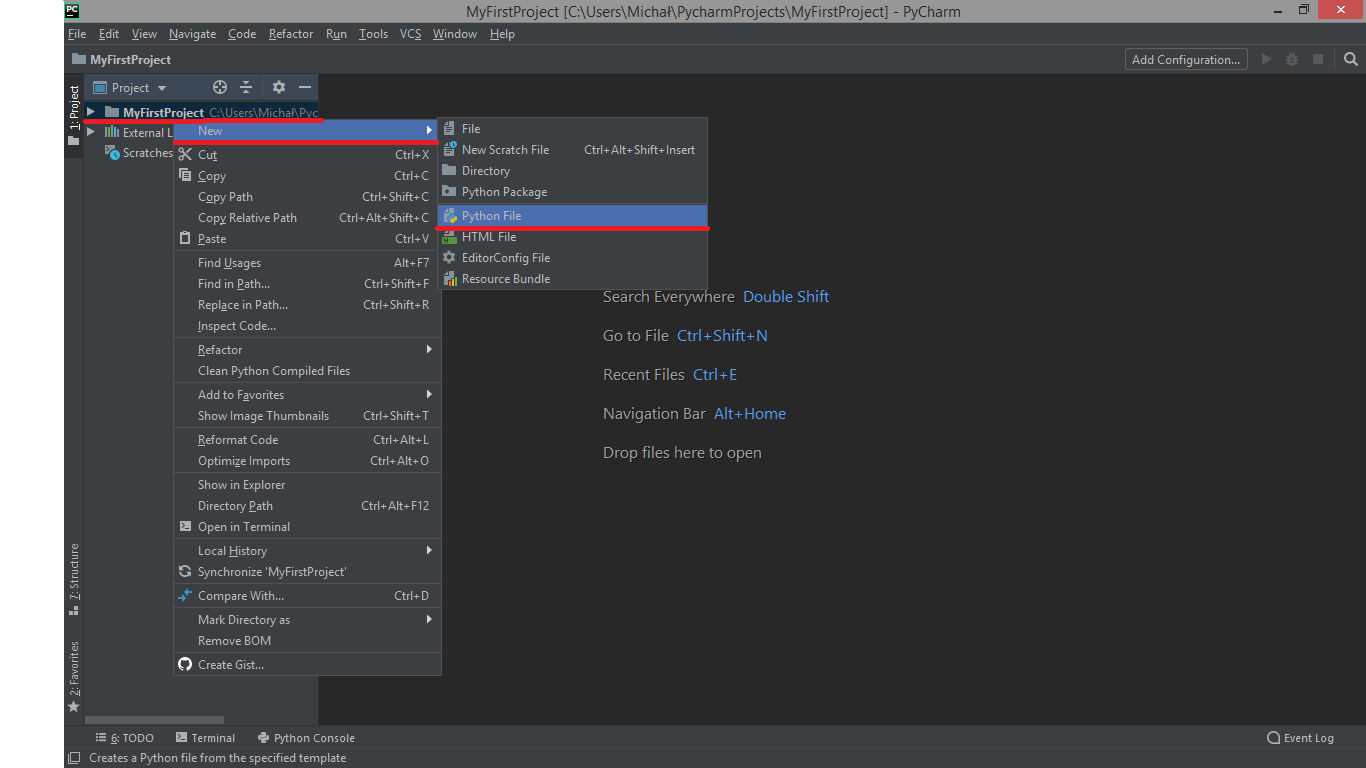 PC
MyFirstProject [C:\Users\Michał\PycharmProjects\MyFirstProject] - PyCharm
File Edit View Navigate Code Refactor Run Tools VCS Window Help
MyFirstProject
Add Configuration...
1: Project
Project
MyFirstProject C:\Users\Michał\Pyc
External L
Scratches
New
Cut Ctrl+X
Copy Ctrl+C
Copy Path Ctrl+Shift+C
Copy Relative Path Ctrl+Alt+Shift+C
Paste Ctrl+V
Find Usages Alt+F7
Find in Path... Ctrl+Shift+F
Replace in Path... Ctrl+Shift+R
Inspect Code...
Refactor
Clean Python Compiled Files
Add to Favorites
Show Image Thumbnails Ctrl+Shift+T
Reformat Code Ctrl+Alt+L
Optimize Imports Ctrl+Alt+O
Show in Explorer
Directory Path Ctrl+Alt+F12
Open in Terminal
Local History
Synchronize 'MyFirstProject'
Compare With... Ctrl+D
Mark Directory as
Remove BOM
Create Gist...
File
New Scratch File Ctrl+Alt+Shift+Insert
Directory
Python Package
Python File
HTML File
EditorConfig File
Resource Bundle
Search Everywhere Double Shift
Go to File Ctrl+Shift+N
Recent Files Ctrl+E
Navigation Bar Alt+Home
Drop files here to open
7: Structure
2: Favorites
6: TODO
Terminal
Python Console
Event Log
Creates a Python file from the specified template